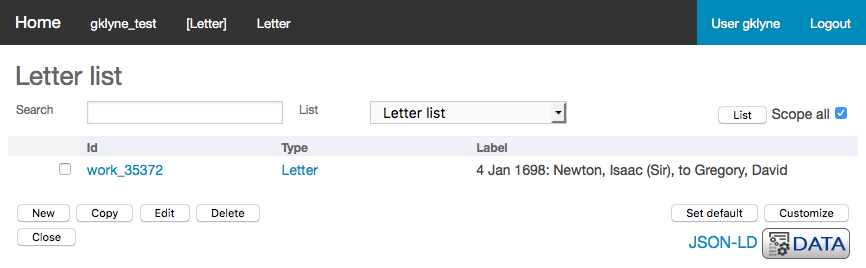 Home gklyne_test [Letter] Letter User gklyne Logout
Letter list
Search List Letter list List Scope all
Id Type Label
work_35372 Letter 4 Jan 1698: Newton, Isaac (Sir), to Gregory, David
New Copy Edit Delete Set default Customize
Close JSON-LD DATA